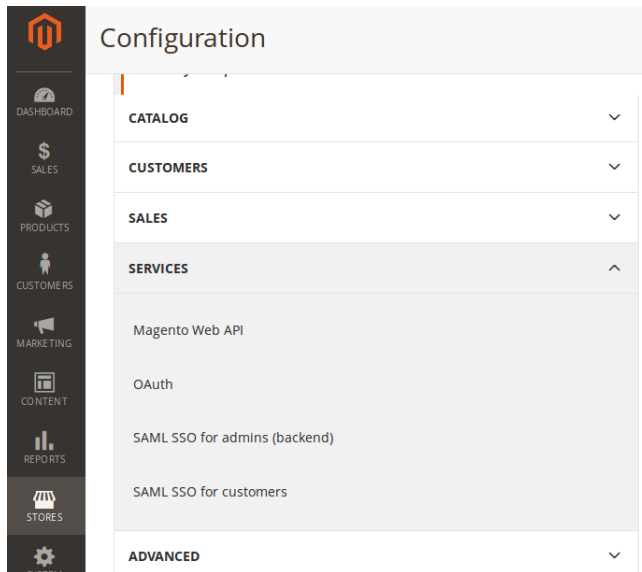 Configuration
DASHBOARD
SALES
PRODUCTS
CUSTOMERS
MARKETING
CONTENT
REPORTS
STORES
CATALOG
CUSTOMERS
SALES
SERVICES
Magento Web API
OAuth
SAML SSO for admins (backend)
SAML SSO for customers
ADVANCED